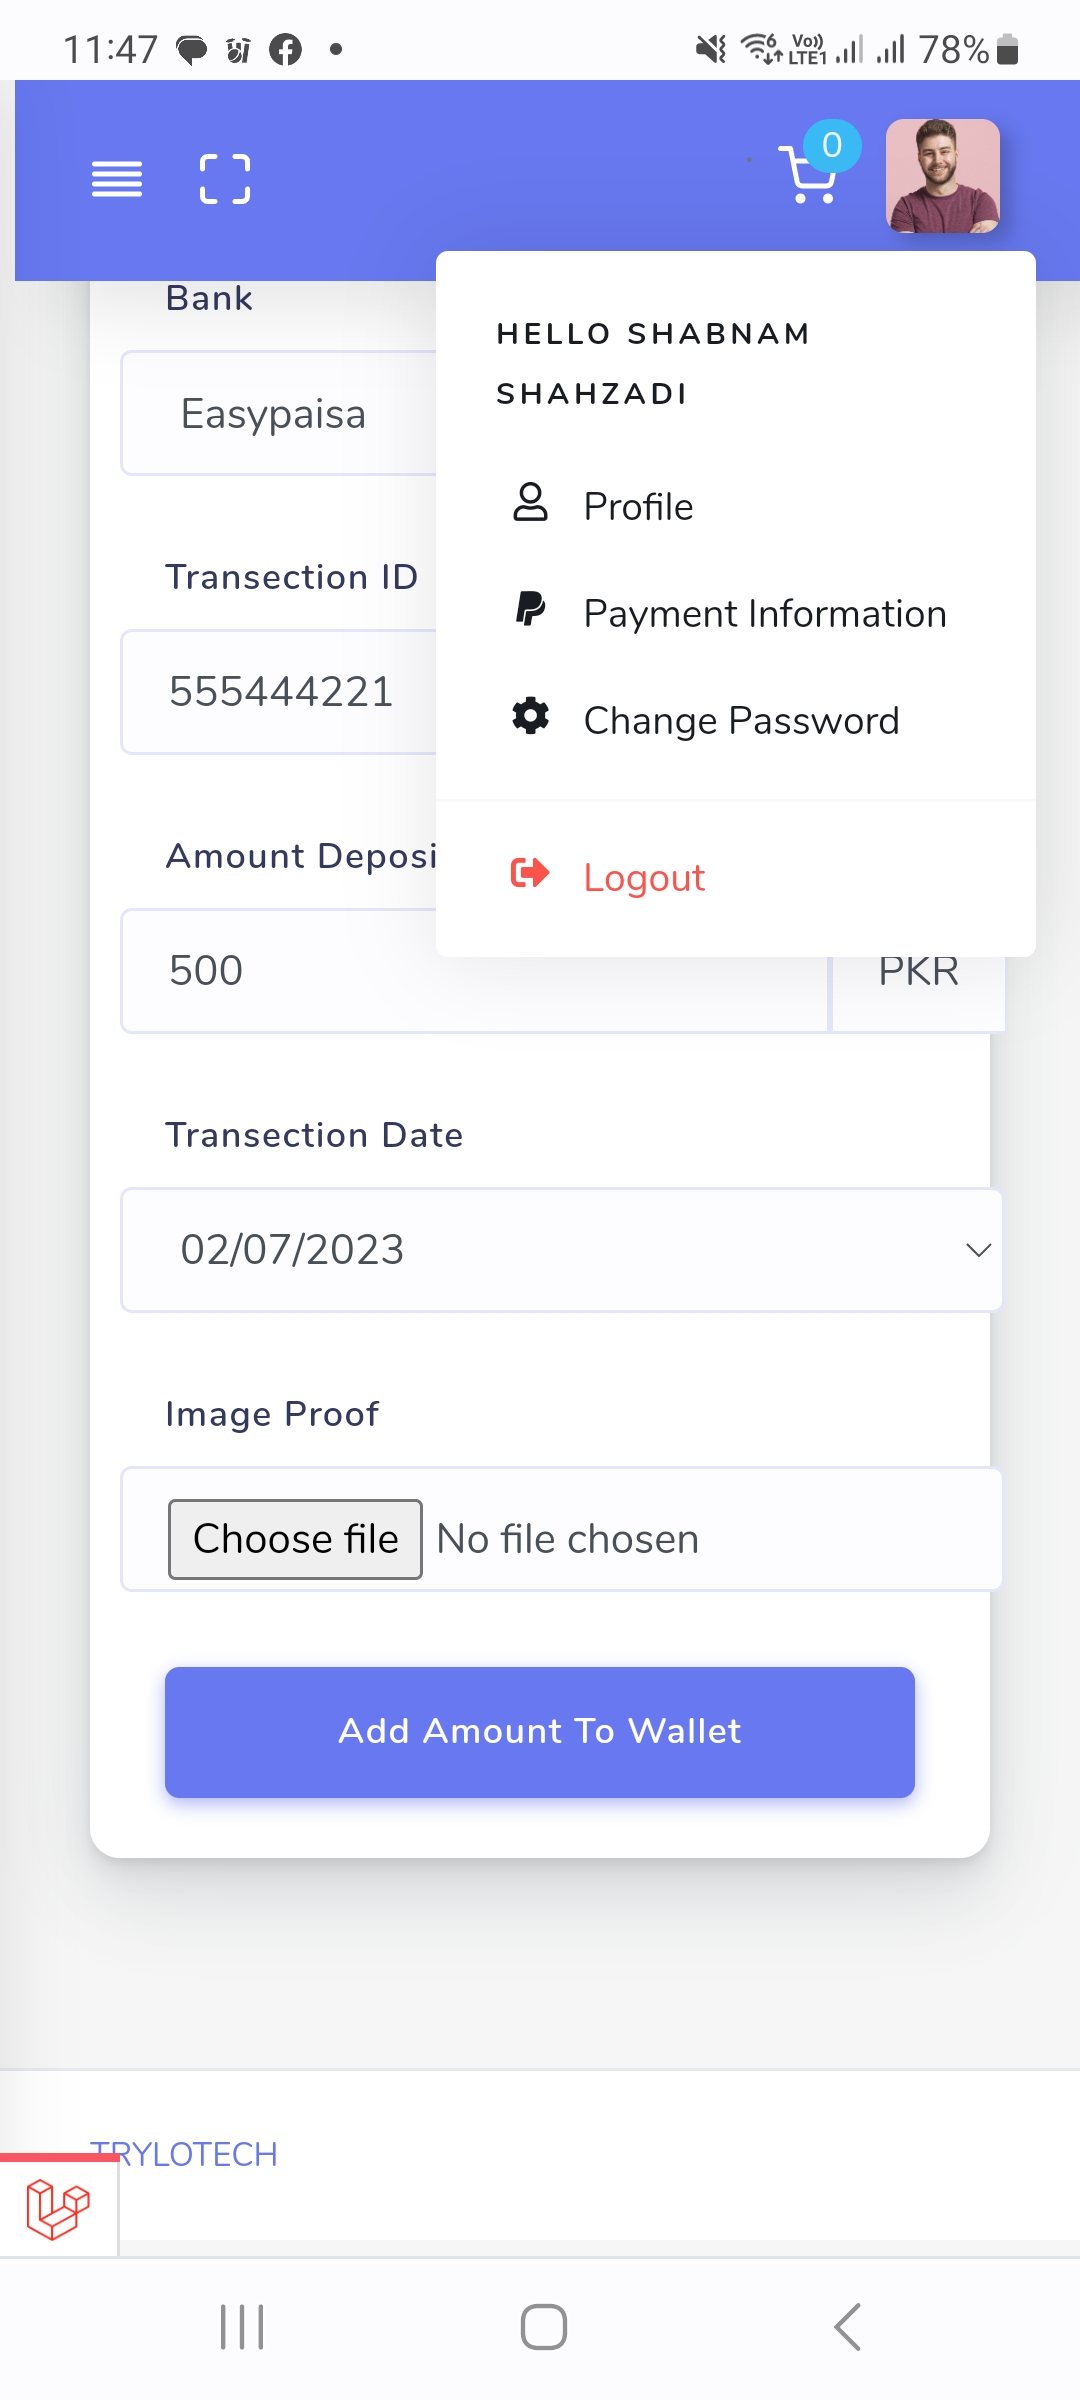 11:47
Vo)) LTE1 78%
0
HELLO SHABNAM
SHAHZADI
Profile
Payment Information
Change Password
Logout
Bank
Easypaisa
Transection ID
555444221
Amount Deposi
500
PKR
Transection Date
02/07/2023
Image Proof
Choose file No file chosen
Add Amount To Wallet
TRYLOTECH